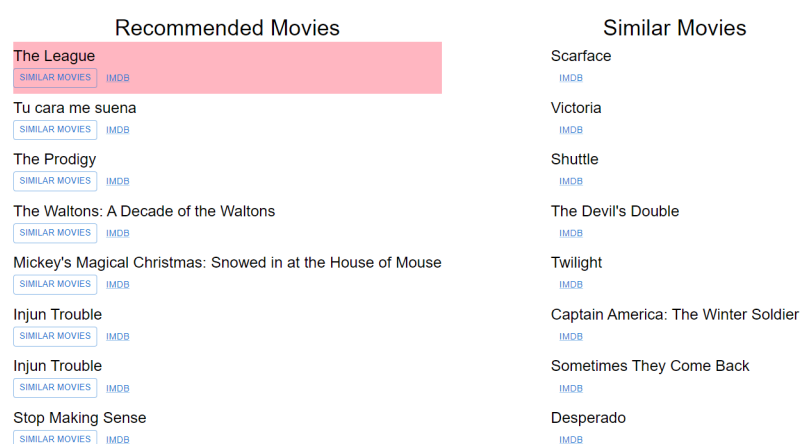 Recommended Movies
The League
SIMILAR MOVIES IMDB
Tu cara me suena
SIMILAR MOVIES IMDB
The Prodigy
SIMILAR MOVIES IMDB
The Waltons: A Decade of the Waltons
SIMILAR MOVIES IMDB
Mickey's Magical Christmas: Snowed in at the House of Mouse
SIMILAR MOVIES IMDB
Injun Trouble
SIMILAR MOVIES IMDB
Injun Trouble
SIMILAR MOVIES IMDB
Stop Making Sense
SIMILAR MOVIES IMDB
Similar Movies
Scarface
IMDB
Victoria
IMDB
Shuttle
IMDB
The Devil's Double
IMDB
Twilight
IMDB
Captain America: The Winter Soldier
IMDB
Sometimes They Come Back
IMDB
Desperado
IMDB